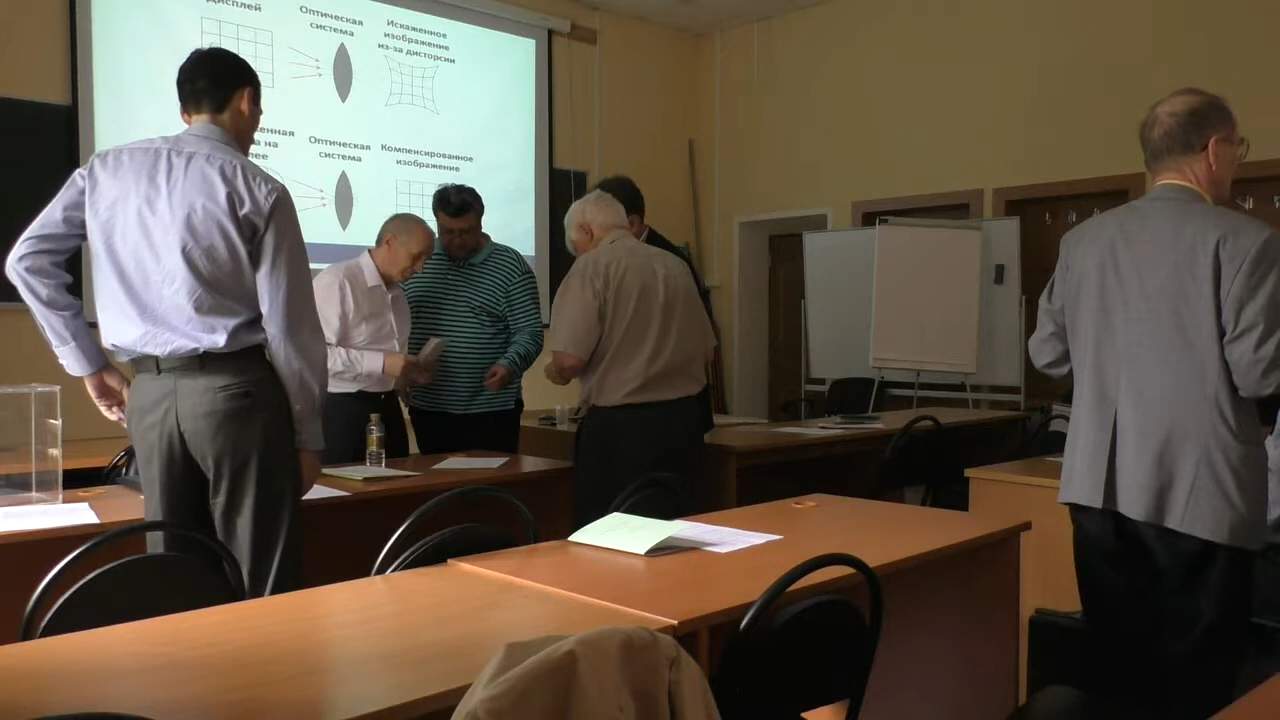 Дисплей
Оптическая
система
Искаженное
изображение
из-за дисторсии
Оптическая
система
Компенсированное
изображение